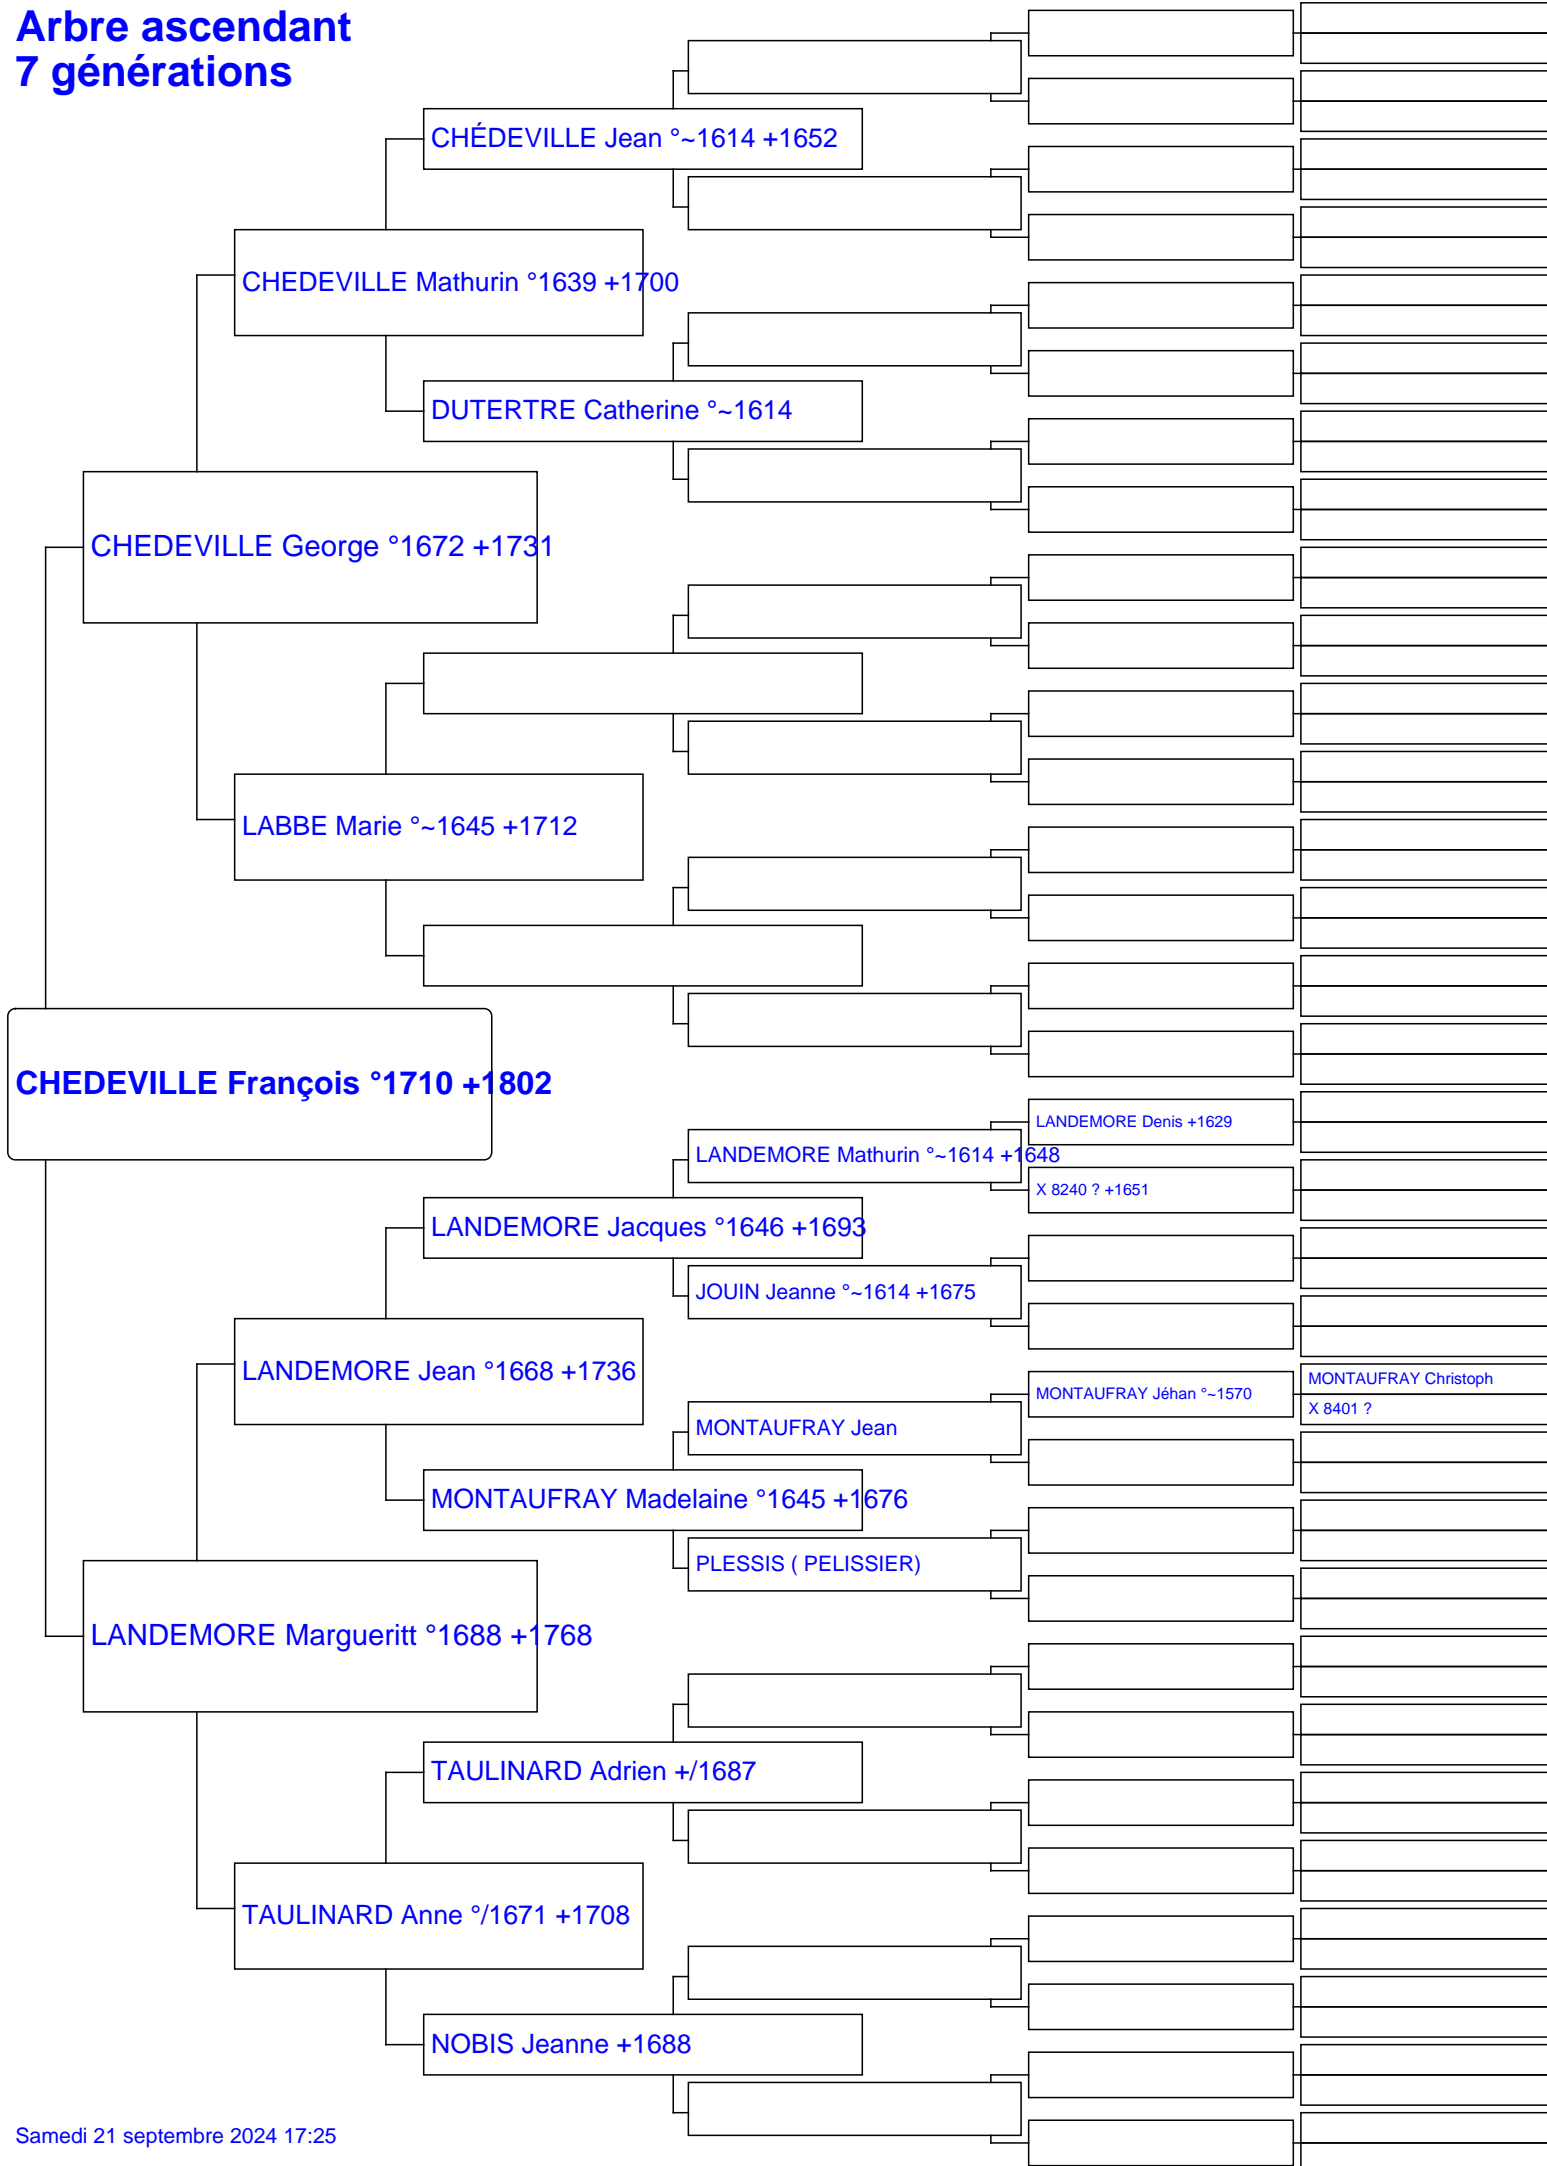 Arbre ascendant
7 générations
CHÉDEVILLE Jean °~1614 +1652
CHEDEVILLE Mathurin °1639 +1700
DUTERTRE Catherine °~1614
CHEDEVILLE George °1672 +1731
LABBE Marie °~1645 +1712
CHEDEVILLE François °1710 +1802
LANDEMORE Denis +1629
LANDEMORE Mathurin °~1614 +1648
X 8240 ? +1651
LANDEMORE Jacques °1646 +1693
JOUIN Jeanne °~1614 +1675
LANDEMORE Jean °1668 +1736
MONTAUFRAY Christoph
MONTAUFRAY Jéhan °~1570
X 8401 ?
MONTAUFRAY Jean
MONTAUFRAY Madelaine °1645 +1676
PLESSIS ( PELISSIER)
LANDEMORE Margueritt °1688 +1768
TAULINARD Adrien +/1687
TAULINARD Anne °/1671 +1708
NOBIS Jeanne +1688
Samedi 21 septembre 2024 17:25